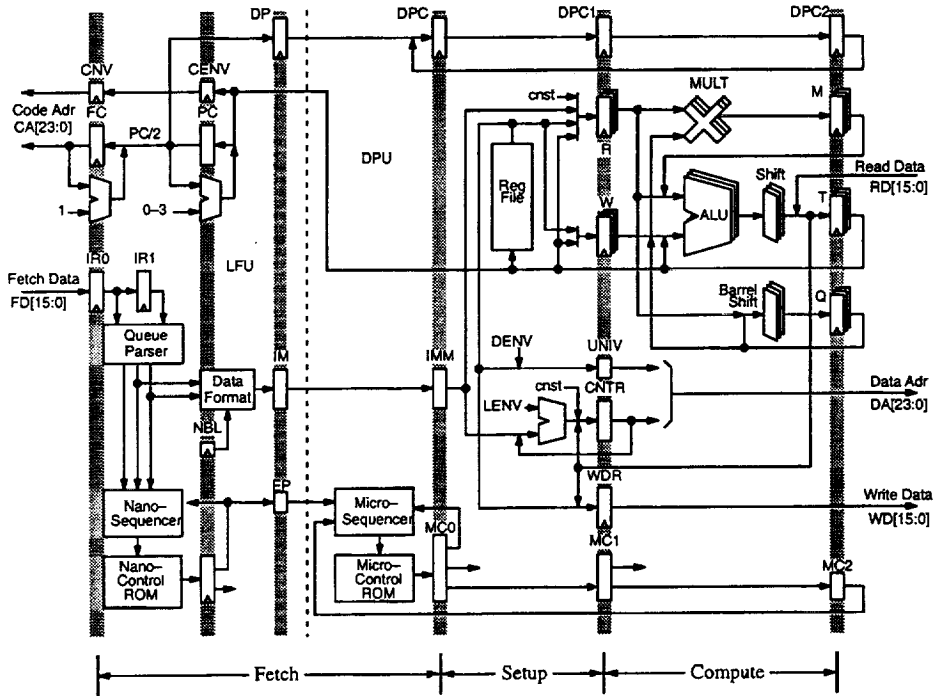 DP
DPC
DPC1
DPC2
CNV
CENV
cnst
MULT
M
Code Adr
CA[23:0]
FC
PC
PC/2
R
DPU
Read Data
RD[15:0]
Reg
File
Shift
T
W
ALU
1
0–3
LFU
IR0
IR1
Fetch Data
FD[15:0]
Barrel
Shift
Q
Queue
Parser
DENV
UNIV
IM
IMM
Data
Format
cnst
CNTR
Data Adr
DA[23:0]
LENV
NBL
WDR
EP
Write Data
WD[15:0]
Nano-
Sequencer
Micro-
Sequencer
MC0
MC1
MC2
Nano-
Control
ROM
Micro-
Control
ROM
Fetch
Setup
Compute